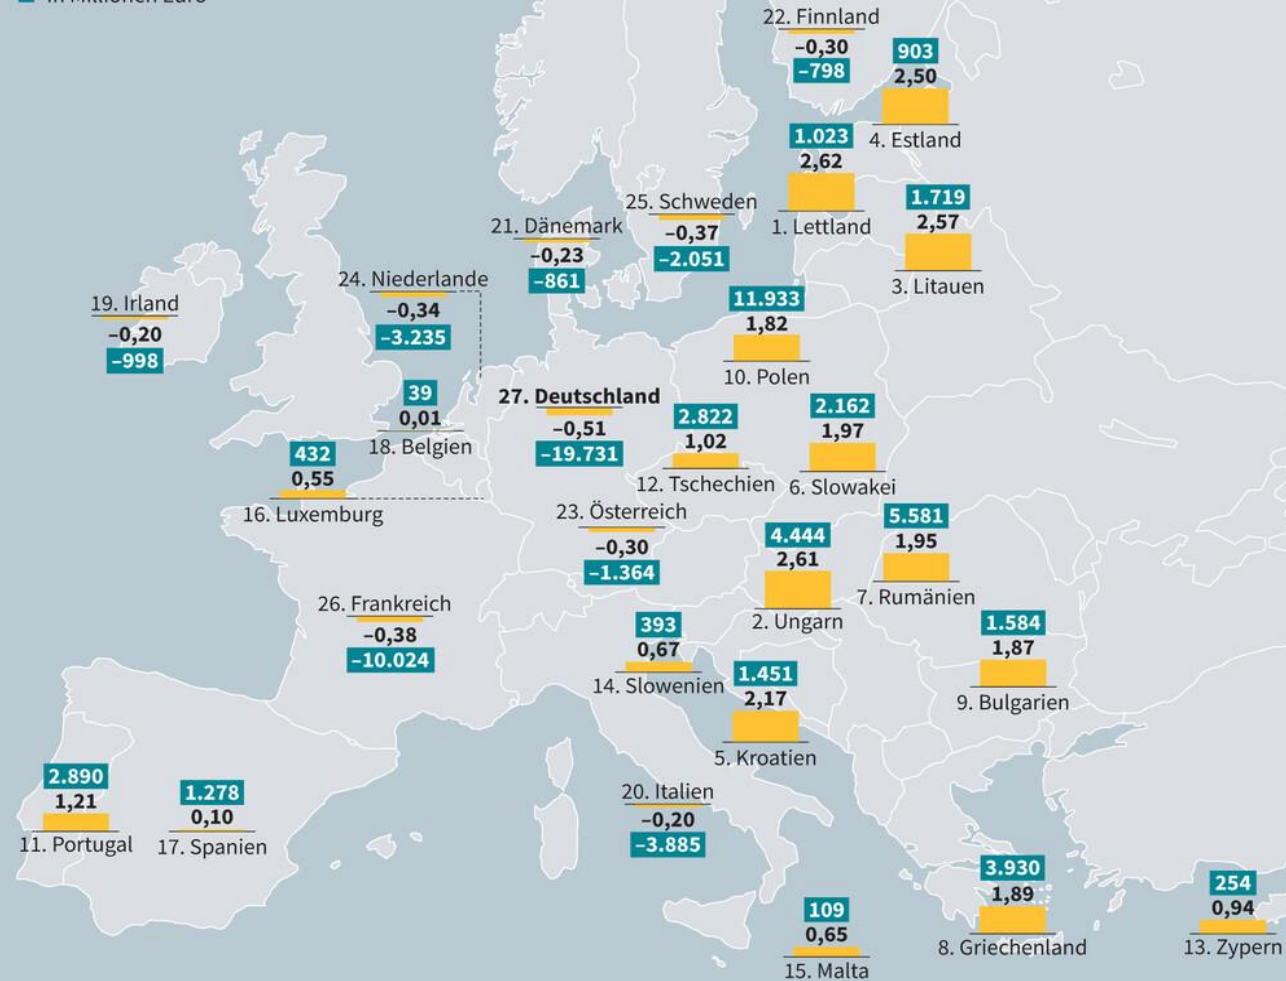 in Millionen Euro
22. Finnland
–0,30
–798
903
2,50
4. Estland
1.023
2,62
1. Lettland
1.719
2,57
3. Litauen
25. Schweden
–0,37
–2.051
21. Dänemark
–0,23
–861
24. Niederlande
–0,34
–3.235
19. Irland
–0,20
–998
11.933
1,82
10. Polen
39
0,01
18. Belgien
27. Deutschland
–0,51
–19.731
2.822
1,02
12. Tschechien
2.162
1,97
6. Slowakei
432
0,55
16. Luxemburg
23. Österreich
–0,30
–1.364
4.444
2,61
2. Ungarn
5.581
1,95
7. Rumänien
26. Frankreich
–0,38
–10.024
393
0,67
14. Slowenien
1.451
2,17
5. Kroatien
1.584
1,87
9. Bulgarien
2.890
1,21
11. Portugal
1.278
0,10
17. Spanien
20. Italien
–0,20
–3.885
109
0,65
15. Malta
3.930
1,89
8. Griechenland
254
0,94
13. Zypern